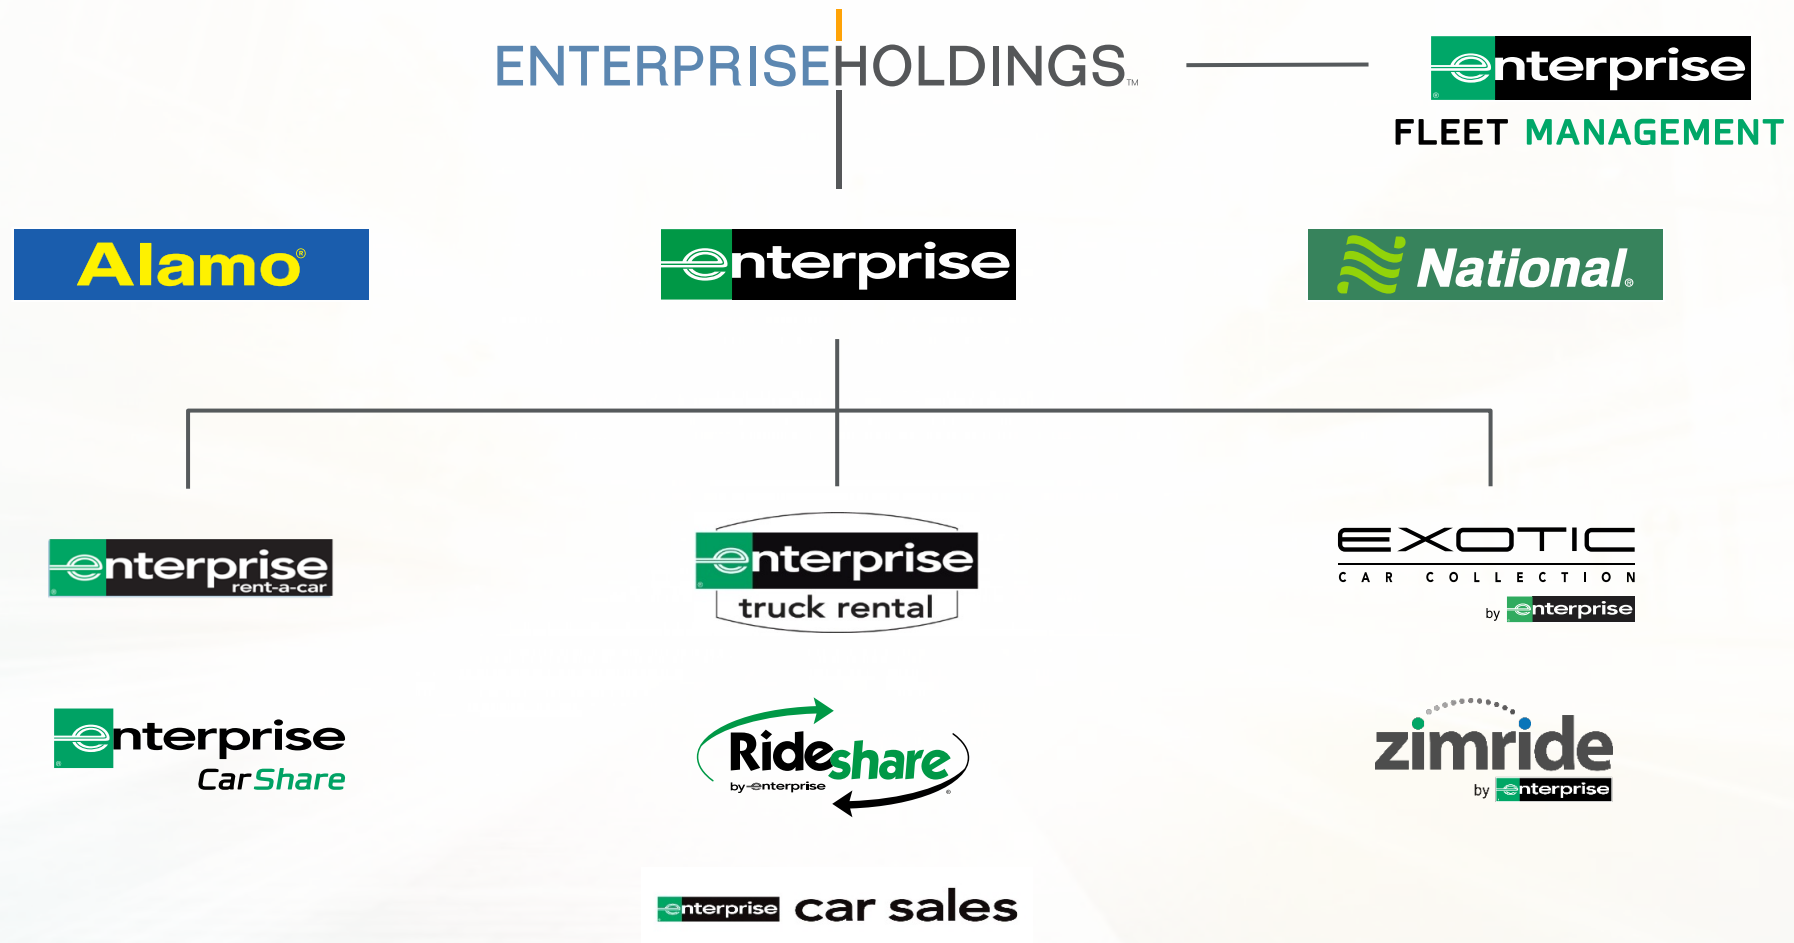 ENTERPRISEHOLDINGS™
enterprise®
FLEET MANAGEMENT
Alamo®
enterprise
National®
enterprise®
rent-a-car
enterprise®
truck rental
EXOTIC
CAR COLLECTION
by enterprise
enterprise®
CarShare
Rideshare®
by enterprise
zimride
by enterprise
enterprise car sales